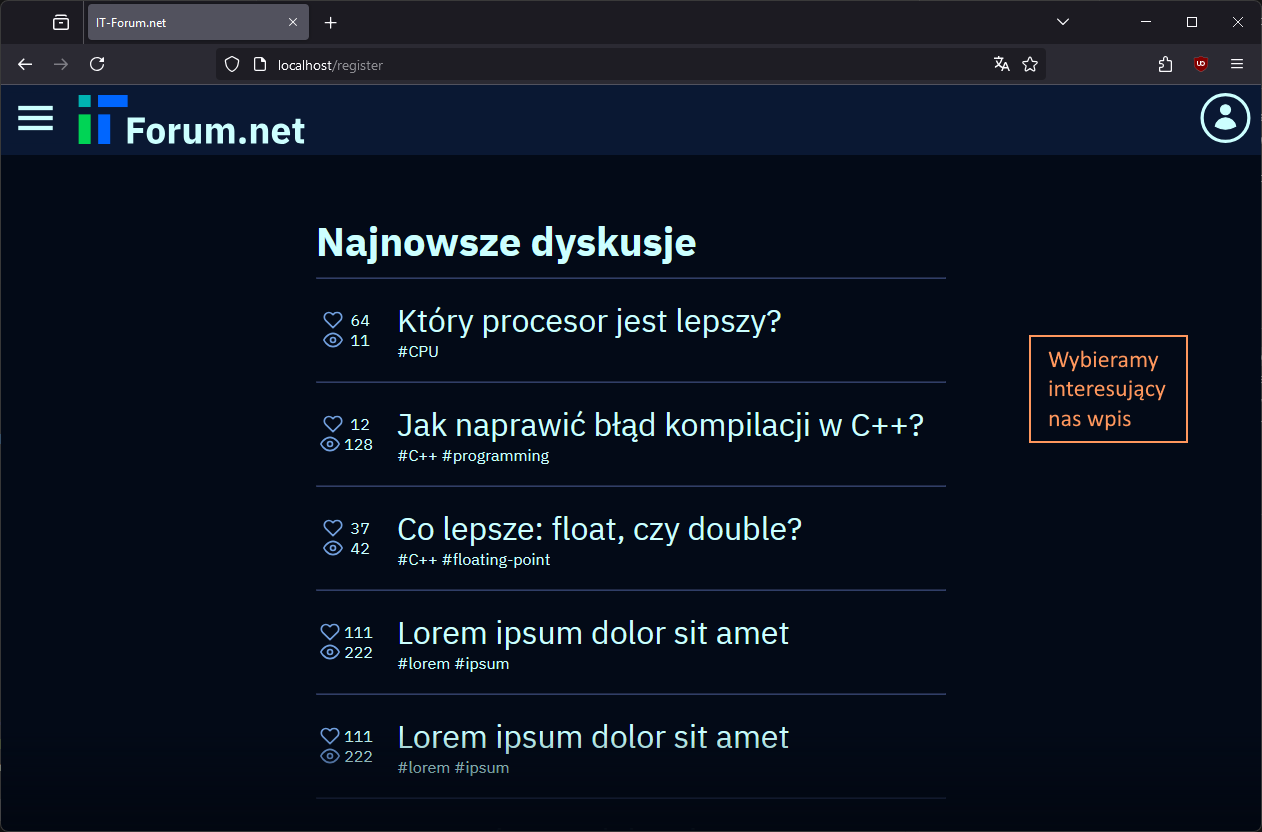 IT-Forum.net
localhost/register
IT Forum.net
Najnowsze dyskusje
64
11
Który procesor jest lepszy?
#CPU
Wybieramy
interesujący
nas wpis
12
128
Jak naprawić błąd kompilacji w C++?
#C++ #programming
37
42
Co lepsze: float, czy double?
#C++ #floating-point
111
222
Lorem ipsum dolor sit amet
#lorem #ipsum
111
222
Lorem ipsum dolor sit amet
#lorem #ipsum